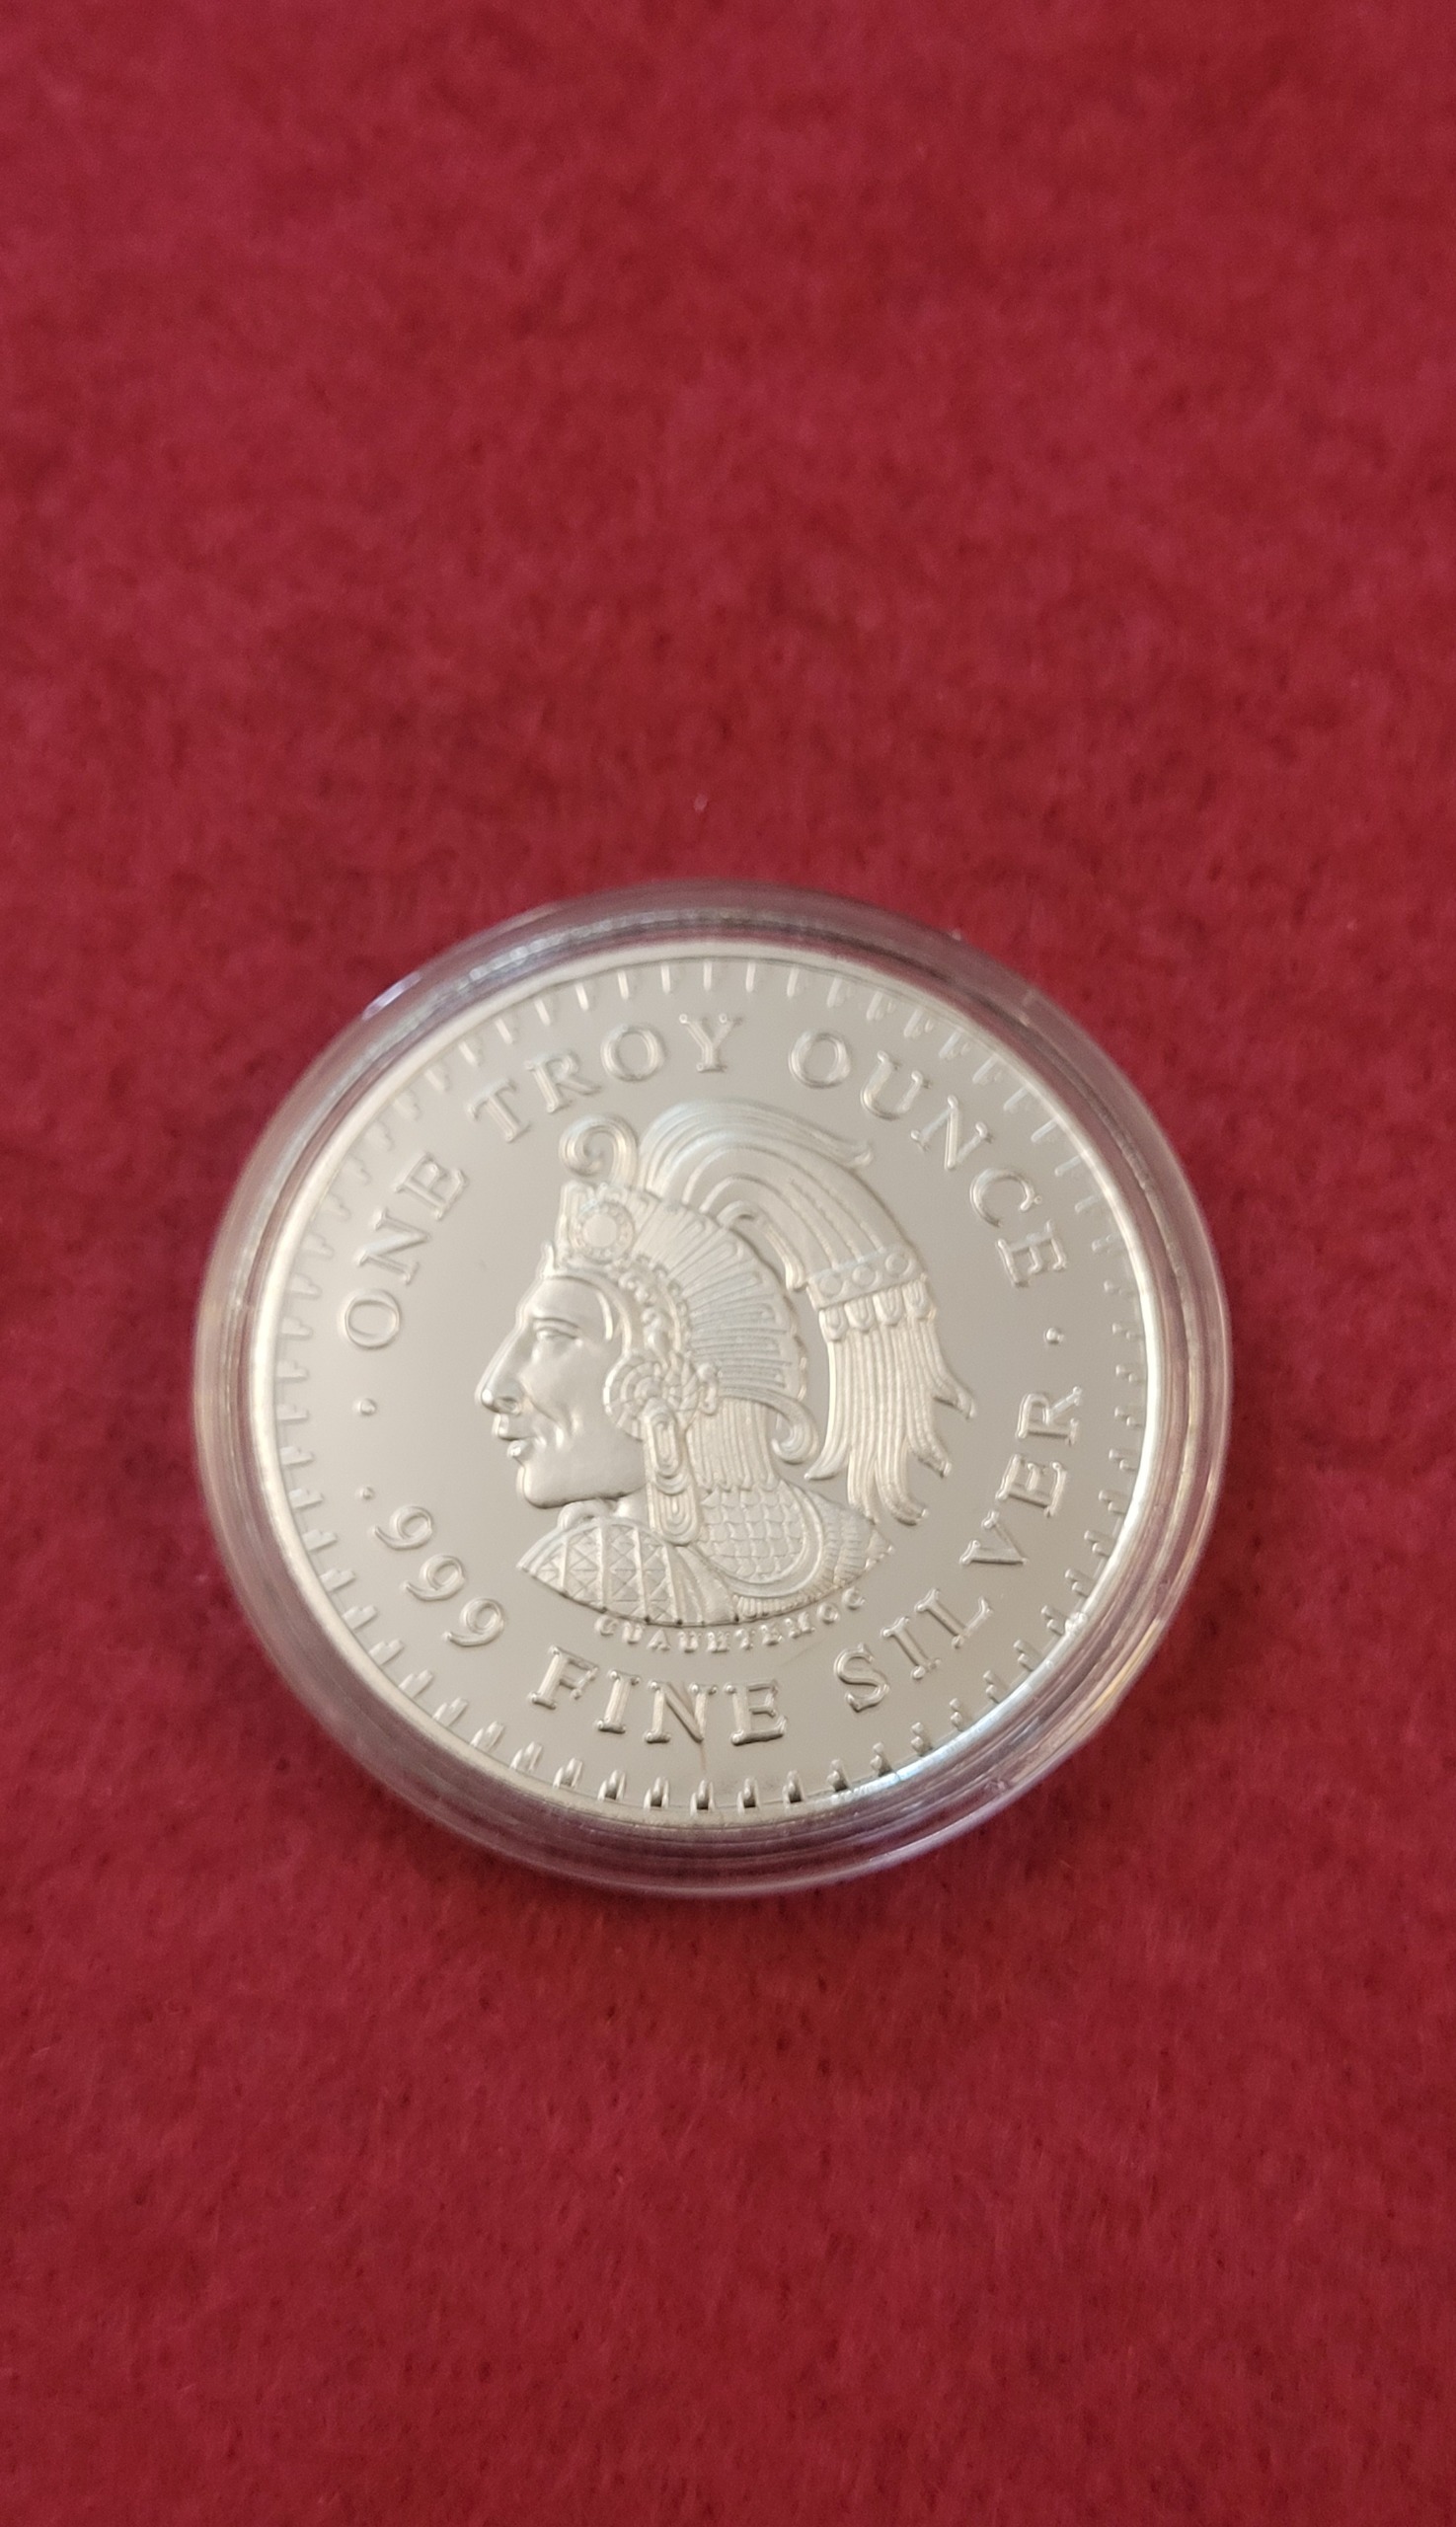 · ONE TROY OUNCE ·
CUAUHTEMOC
.999 FINE SILVER